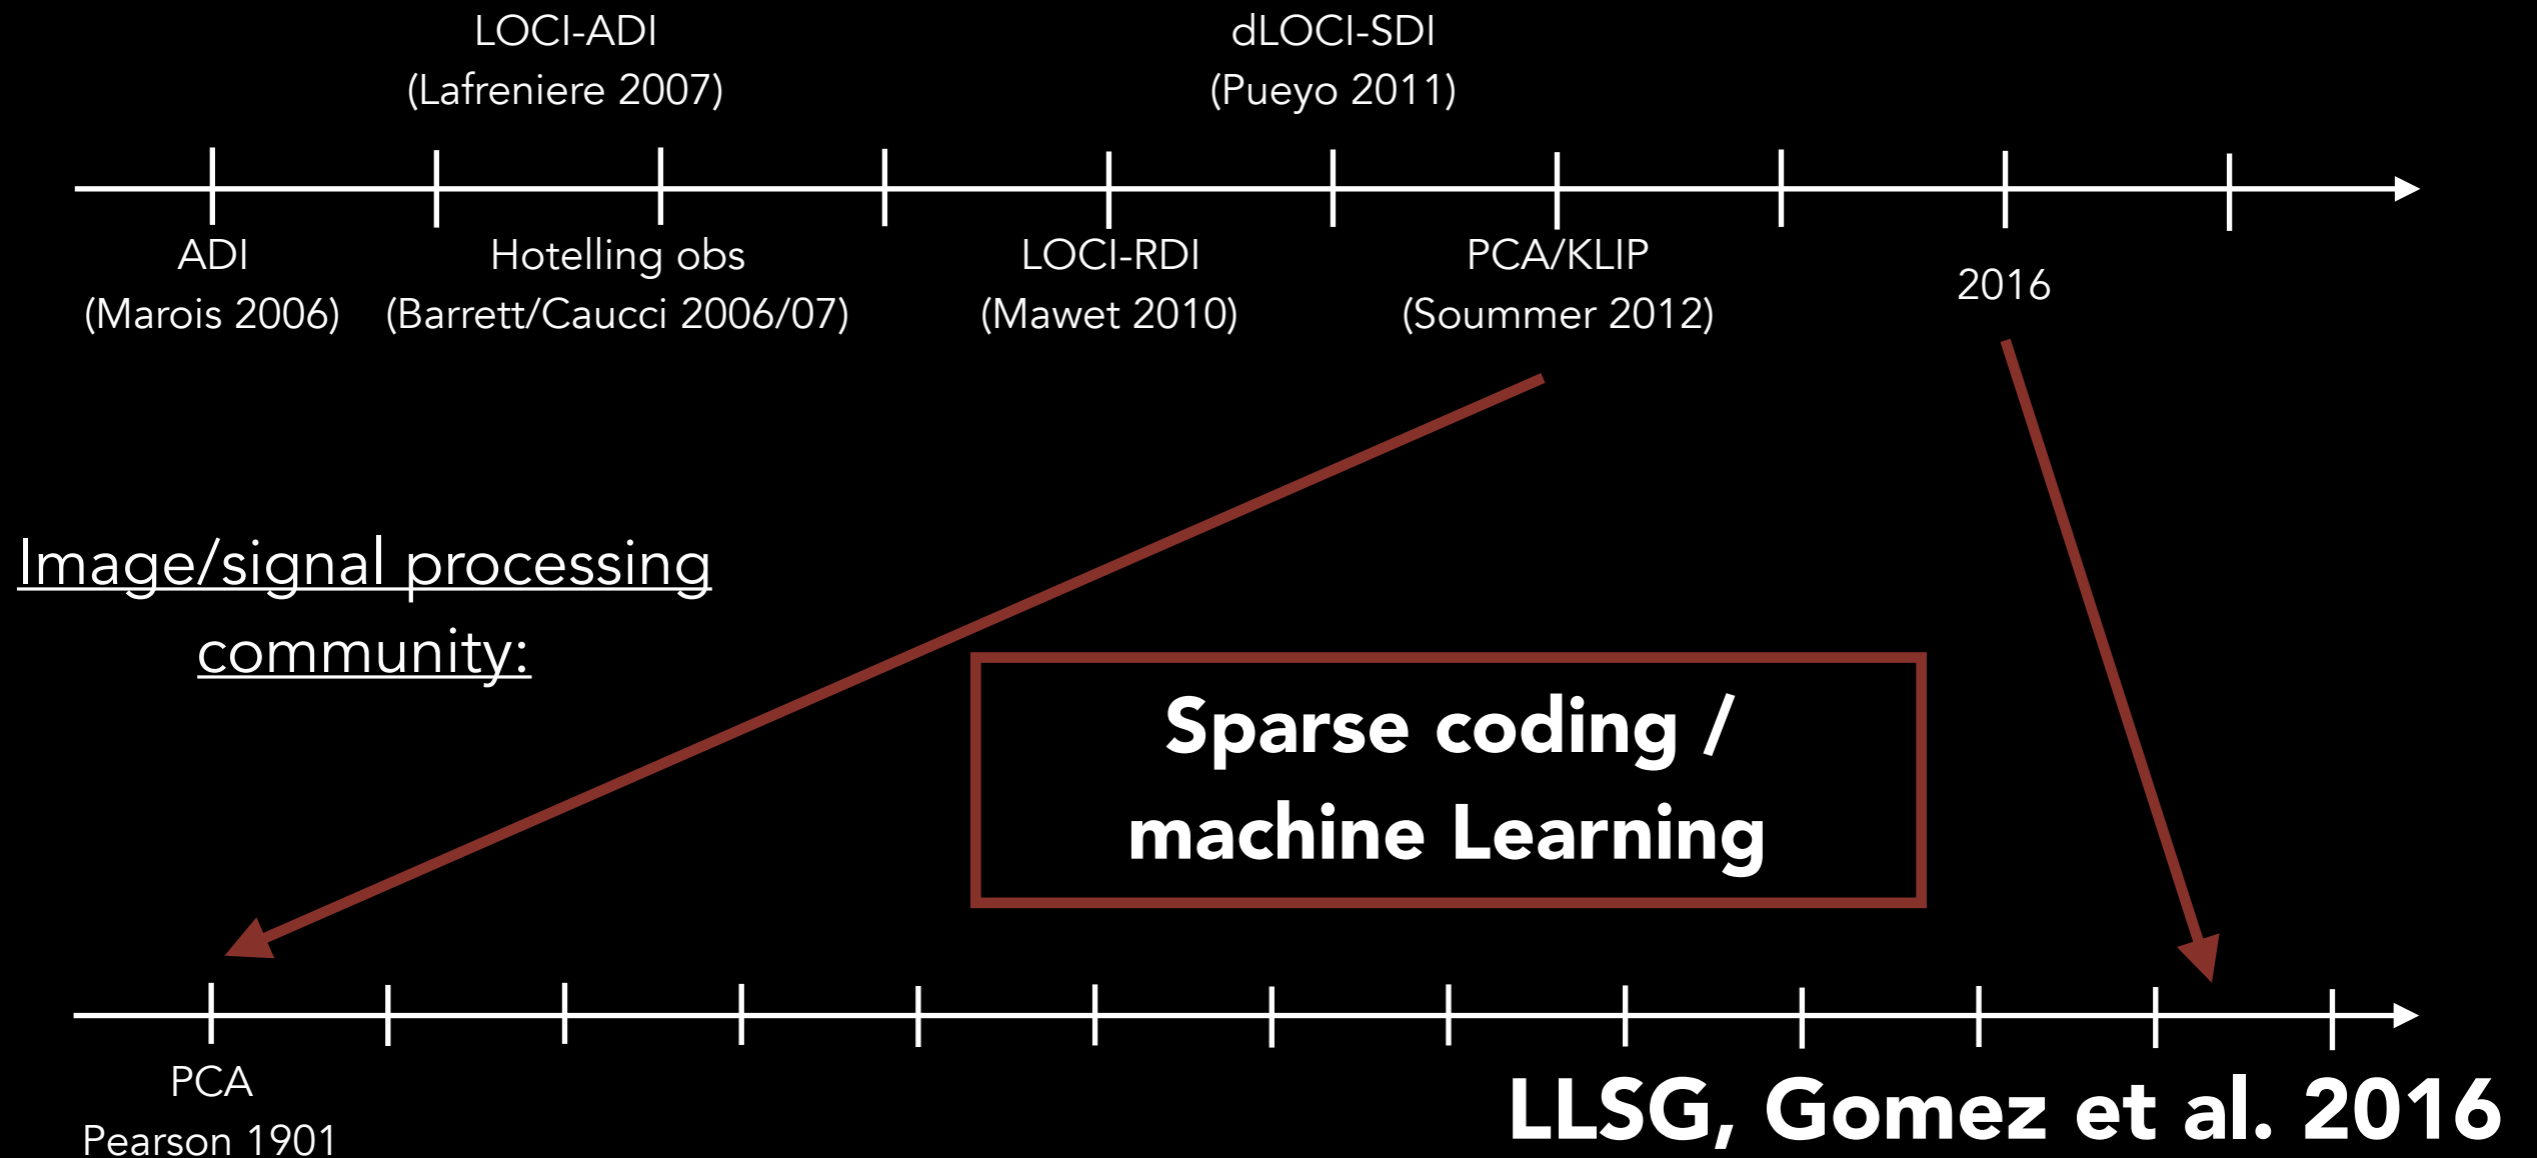 LOCI-ADI
(Lafreniere 2007)
dLOCI-SDI
(Pueyo 2011)
ADI
(Marois 2006)
Hotelling obs
(Barrett/Caucci 2006/07)
LOCI-RDI
(Mawet 2010)
PCA/KLIP
(Soummer 2012)
2016
Image/signal processing
community:
Sparse coding /
machine Learning
PCA
Pearson 1901
LLSG, Gomez et al. 2016